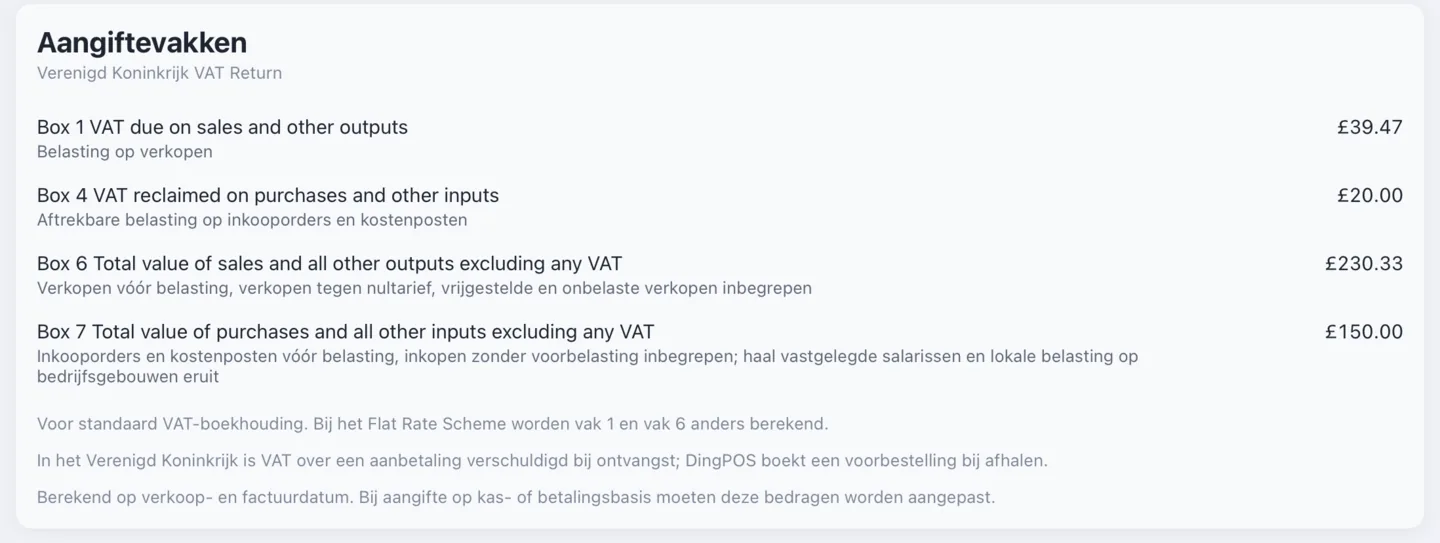 Aangiftevakken
Verenigd Koninkrijk VAT Return
Box 1 VAT due on sales and other outputs £39.47
Belasting op verkopen
Box 4 VAT reclaimed on purchases and other inputs £20.00
Aftrekbare belasting op inkooporders en kostenposten
Box 6 Total value of sales and all other outputs excluding any VAT £230.33
Verkopen vóór belasting, verkopen tegen nultarief, vrijgestelde en onbelaste verkopen inbegrepen
Box 7 Total value of purchases and all other inputs excluding any VAT £150.00
Inkooporders en kostenposten vóór belasting, inkopen zonder voorbelasting inbegrepen; haal vastgelegde salarissen en lokale belasting op
bedrijfsgebouwen eruit
Voor standaard VAT-boekhouding. Bij het Flat Rate Scheme worden vak 1 en vak 6 anders berekend.
In het Verenigd Koninkrijk is VAT over een aanbetaling verschuldigd bij ontvangst; DingPOS boekt een voorbestelling bij afhalen.
Berekend op verkoop- en factuurdatum. Bij aangifte op kas- of betalingsbasis moeten deze bedragen worden aangepast.